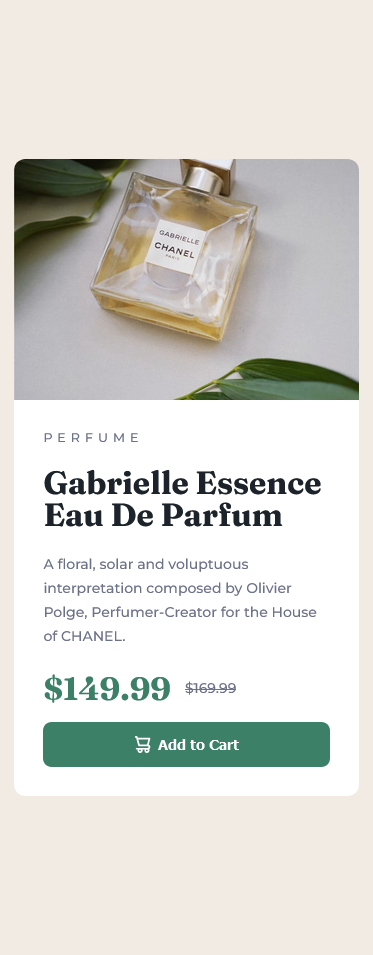 GABRIELLE
CHANEL
PARIS
PERFUME
Gabrielle Essence
Eau De Parfum
A floral, solar and voluptuous
interpretation composed by Olivier
Polge, Perfumer-Creator for the House
of CHANEL.
$149.99 $169.99
Add to Cart